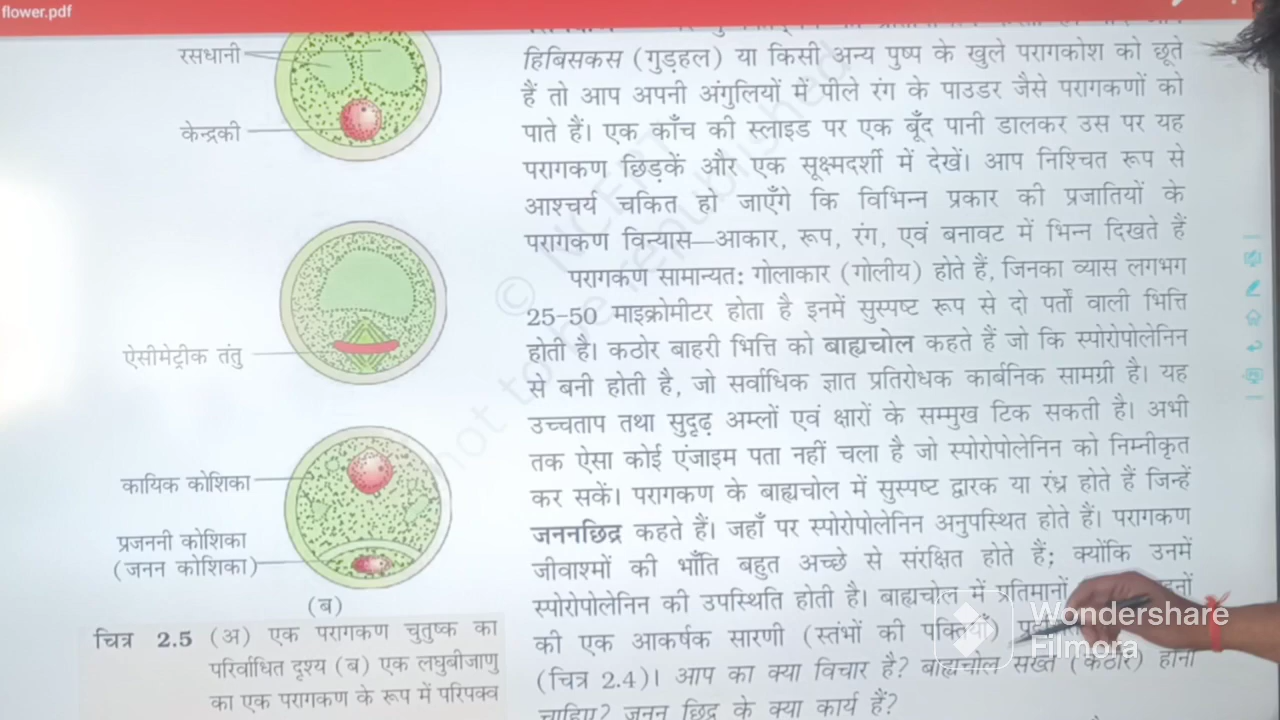 flower.pdf
रसधानी
केन्द्रकी
ऐसीमेट्रीक तंतु
कायिक कोशिका
प्रजननी कोशिका
(जनन कोशिका)
(ब)
चित्र 2.5 (अ) एक परागकण चुतुष्क का
परिवांधित दृश्य (ब) एक लघुबीजाणु
का एक परागकण के रूप में परिपक्व
हिबिसकस (गुड़हल) या किसी अन्य पुष्प के खुले परागकोश को छूते
हैं तो आप अपनी अंगुलियों में पीले रंग के पाउडर जैसे परागकणों को
पाते हैं। एक काँच की स्लाइड पर एक बूँद पानी डालकर उस पर यह
परागकण छिड़कें और एक सूक्ष्मदर्शी में देखें। आप निश्चित रूप से
आश्चर्य चकित हो जाएँगे कि विभिन्न प्रकार की प्रजातियों के
परागकण विन्यास—आकार, रूप, रंग, एवं बनावट में भिन्न दिखते हैं
परागकण सामान्यतः गोलाकार (गोलीय) होते हैं, जिनका व्यास लगभग
25-50 माइक्रोमीटर होता है इनमें सुस्पष्ट रूप से दो पर्तों वाली भित्ति
होती है। कठोर बाहरी भित्ति को बाह्यचोल कहते हैं जो कि स्पोरोपोलेनिन
से बनी होती है, जो सर्वाधिक ज्ञात प्रतिरोधक कार्बनिक सामग्री है। यह
उच्चताप तथा सुदृढ़ अम्लों एवं क्षारों के सम्मुख टिक सकती है। अभी
तक ऐसा कोई एंजाइम पता नहीं चला है जो स्पोरोपोलेनिन को निम्नीकृत
कर सकें। परागकण के बाह्यचोल में सुस्पष्ट द्वारक या रंध्र होते हैं जिन्हें
जननछिद्र कहते हैं। जहाँ पर स्पोरोपोलेनिन अनुपस्थित होते हैं। परागकण
जीवाश्मों की भाँति बहुत अच्छे से संरक्षित होते हैं; क्योंकि उनमें
स्पोरोपोलेनिन की उपस्थिति होती है। बाह्यचोल में प्रतिमानों
की एक आकर्षक सारणी (स्तंभों की पंक्तियाँ)
(चित्र 2.4)। आप का क्या विचार है? बाह्यचोल सख्त (कठोर) होना
चाहिए? जनन छिद्र के क्या कार्य हैं?
© NCERT
not to be republished
Wondershare
Filmora